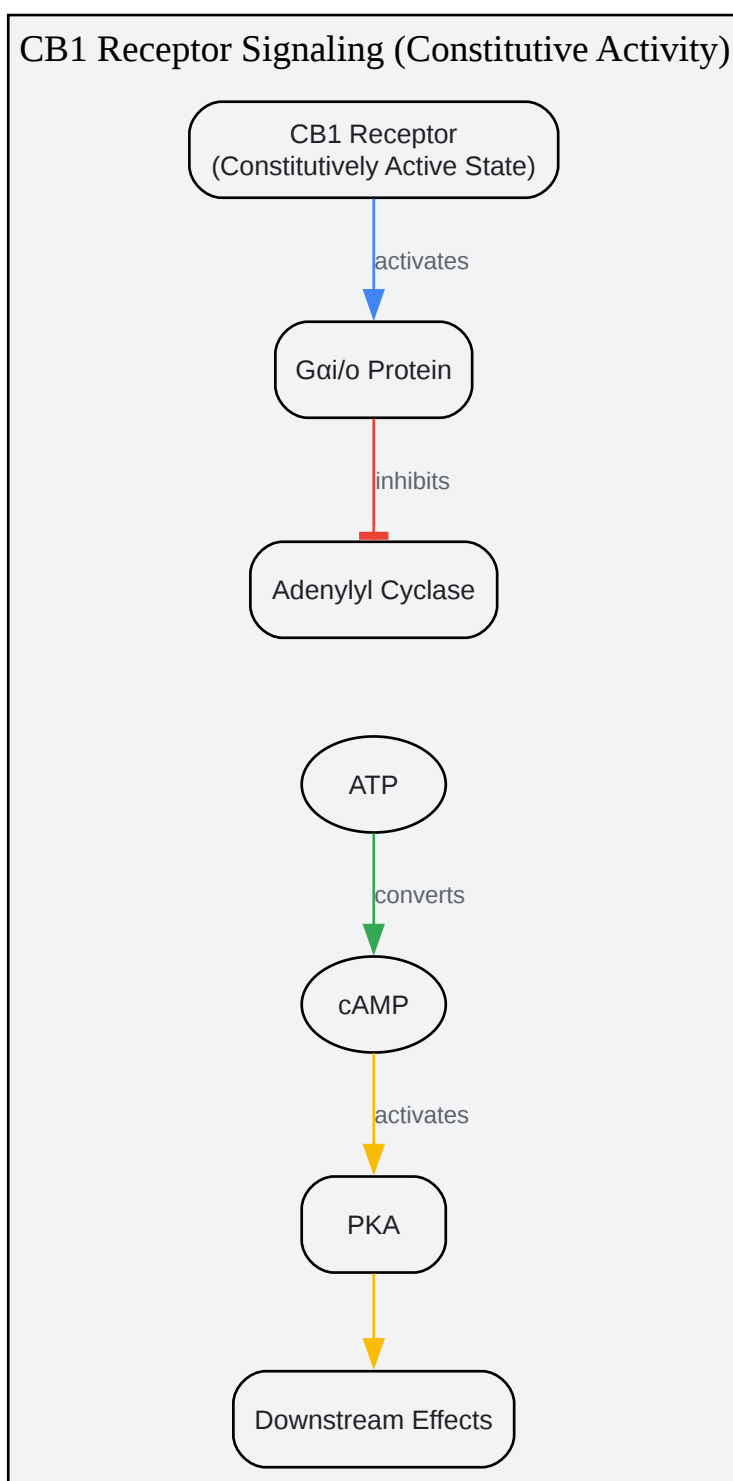 CB1 Receptor Signaling (Constitutive Activity)
CB1 Receptor
(Constitutively Active State)
activates
Gαi/o Protein
inhibits
Adenylyl Cyclase
ATP
converts
cAMP
activates
PKA
Downstream Effects